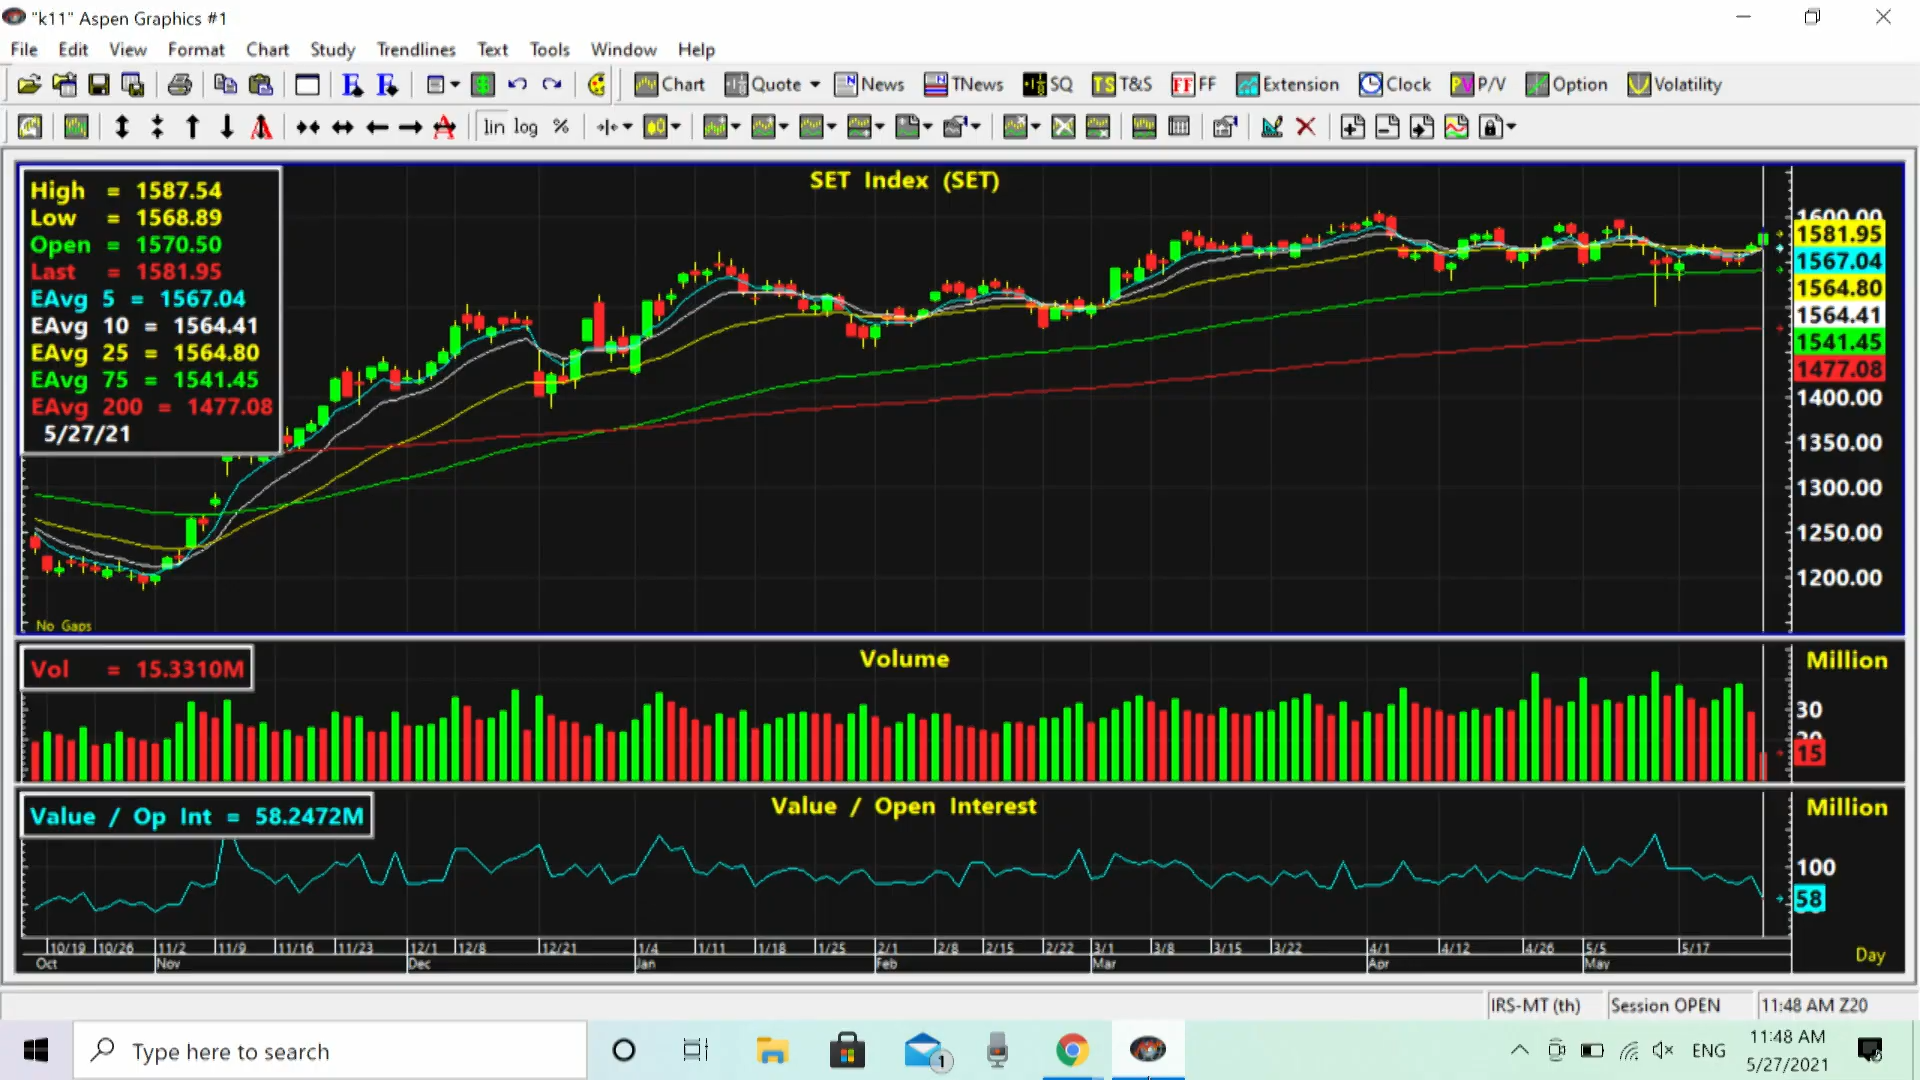 "k11" Aspen Graphics #1
File Edit View Format Chart Study Trendlines Text Tools Window Help
Chart Quote News TNews SQ T&S FF Extension Clock P/V Option Volatility
lin log %
SET Index (SET)
High = 1587.54
Low = 1568.89
Open = 1570.50
Last = 1581.95
EAvg 5 = 1567.04
EAvg 10 = 1564.41
EAvg 25 = 1564.80
EAvg 75 = 1541.45
EAvg 200 = 1477.08
5/27/21
1600.00
1581.95
1567.04
1564.80
1564.41
1541.45
1477.08
1400.00
1350.00
1300.00
1250.00
1200.00
No Gaps
Vol = 15.3310M
Volume
Million
30
20
15
Value / Op Int = 58.2472M
Value / Open Interest
Million
100
58
10/19 10/26 11/2 11/9 11/16 11/23 12/1 12/8 12/21 1/4 1/11 1/18 1/25 2/1 2/8 2/15 2/22 3/1 3/8 3/15 3/22 4/1 4/12 4/26 5/5 5/17
Oct Nov Dec Jan Feb Mar Apr May
Day
IRS-MT (th) Session OPEN 11:48 AM Z20
Type here to search
1
ENG
11:48 AM
5/27/2021